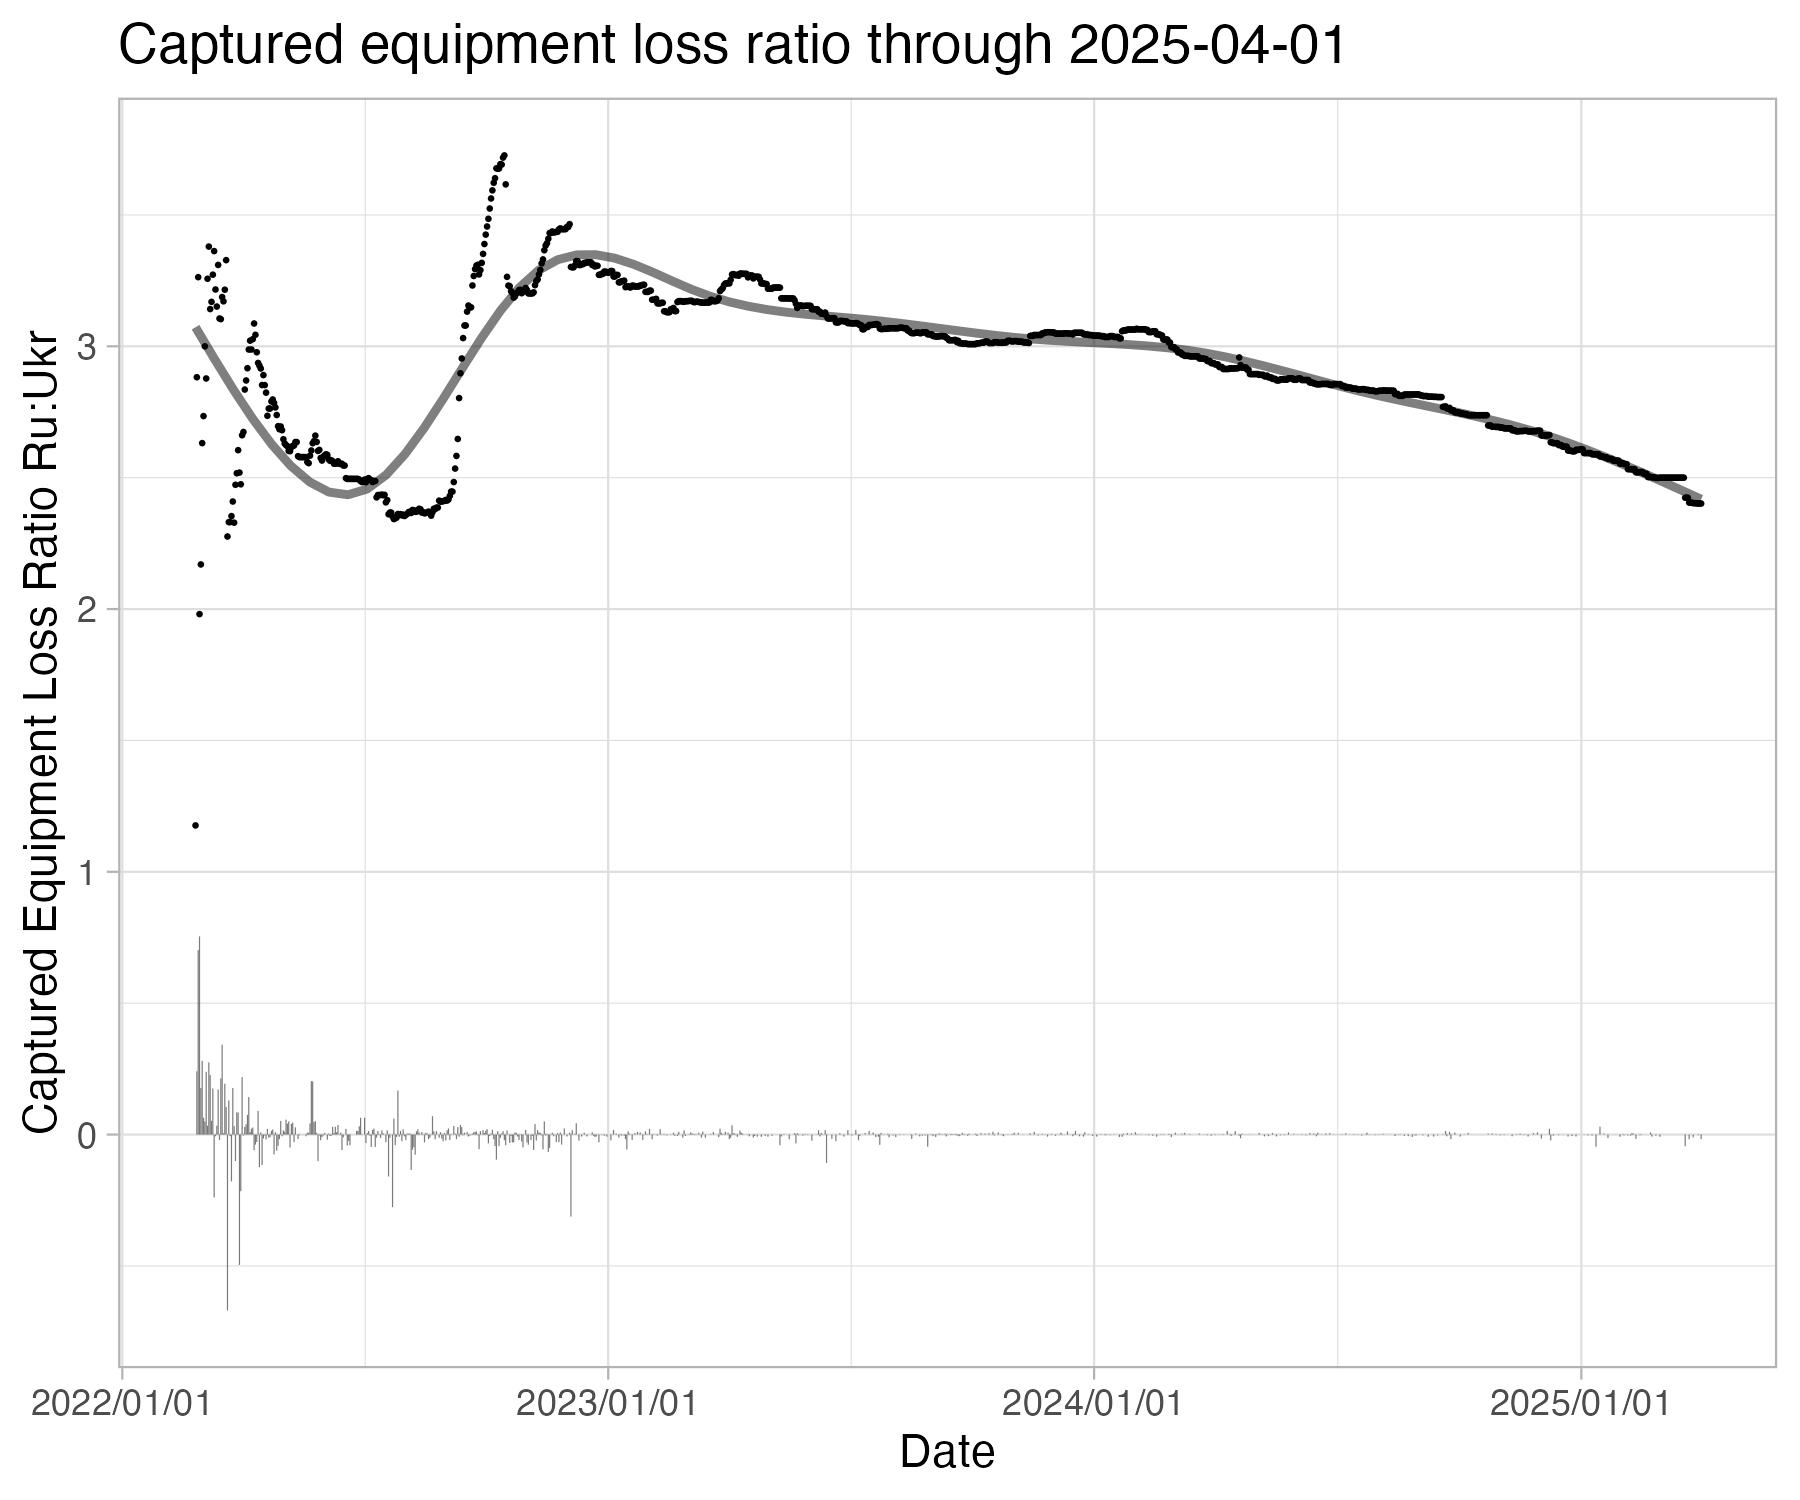 Captured equipment loss ratio through 2025-04-01
Captured Equipment Loss Ratio Ru:Ukr
3
2
1
0
2022/01/01
2023/01/01
2024/01/01
2025/01/01
Date